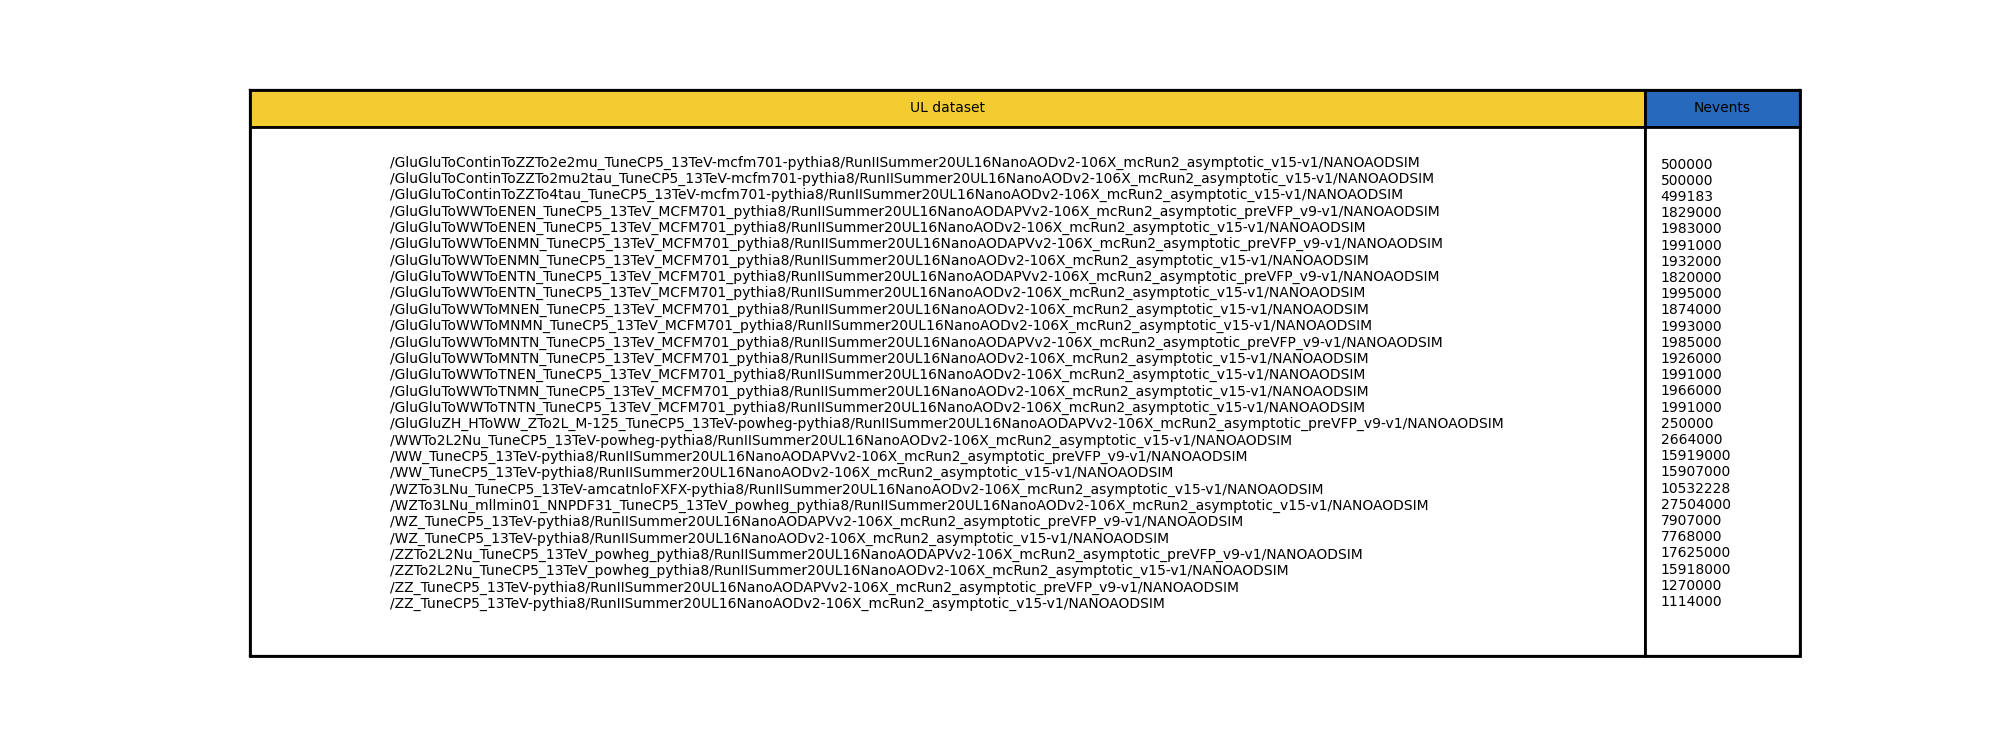 UL dataset Nevents
/GluGluToContinToZZTo2e2mu_TuneCP5_13TeV-mcfm701-pythia8/RunIISummer20UL16NanoAODv2-106X_mcRun2_asymptotic_v15-v1/NANOAODSIM 500000
/GluGluToContinToZZTo2mu2tau_TuneCP5_13TeV-mcfm701-pythia8/RunIISummer20UL16NanoAODv2-106X_mcRun2_asymptotic_v15-v1/NANOAODSIM 500000
/GluGluToContinToZZTo4tau_TuneCP5_13TeV-mcfm701-pythia8/RunIISummer20UL16NanoAODv2-106X_mcRun2_asymptotic_v15-v1/NANOAODSIM 499183
/GluGluToWWToENEN_TuneCP5_13TeV_MCFM701_pythia8/RunIISummer20UL16NanoAODAPVv2-106X_mcRun2_asymptotic_preVFP_v9-v1/NANOAODSIM 1829000
/GluGluToWWToENEN_TuneCP5_13TeV_MCFM701_pythia8/RunIISummer20UL16NanoAODv2-106X_mcRun2_asymptotic_v15-v1/NANOAODSIM 1983000
/GluGluToWWToENMN_TuneCP5_13TeV_MCFM701_pythia8/RunIISummer20UL16NanoAODAPVv2-106X_mcRun2_asymptotic_preVFP_v9-v1/NANOAODSIM 1991000
/GluGluToWWToENMN_TuneCP5_13TeV_MCFM701_pythia8/RunIISummer20UL16NanoAODv2-106X_mcRun2_asymptotic_v15-v1/NANOAODSIM 1932000
/GluGluToWWToENTN_TuneCP5_13TeV_MCFM701_pythia8/RunIISummer20UL16NanoAODAPVv2-106X_mcRun2_asymptotic_preVFP_v9-v1/NANOAODSIM 1820000
/GluGluToWWToENTN_TuneCP5_13TeV_MCFM701_pythia8/RunIISummer20UL16NanoAODv2-106X_mcRun2_asymptotic_v15-v1/NANOAODSIM 1995000
/GluGluToWWToMNEN_TuneCP5_13TeV_MCFM701_pythia8/RunIISummer20UL16NanoAODv2-106X_mcRun2_asymptotic_v15-v1/NANOAODSIM 1874000
/GluGluToWWToMNMN_TuneCP5_13TeV_MCFM701_pythia8/RunIISummer20UL16NanoAODv2-106X_mcRun2_asymptotic_v15-v1/NANOAODSIM 1993000
/GluGluToWWToMNTN_TuneCP5_13TeV_MCFM701_pythia8/RunIISummer20UL16NanoAODAPVv2-106X_mcRun2_asymptotic_preVFP_v9-v1/NANOAODSIM 1985000
/GluGluToWWToMNTN_TuneCP5_13TeV_MCFM701_pythia8/RunIISummer20UL16NanoAODv2-106X_mcRun2_asymptotic_v15-v1/NANOAODSIM 1926000
/GluGluToWWToTNEN_TuneCP5_13TeV_MCFM701_pythia8/RunIISummer20UL16NanoAODv2-106X_mcRun2_asymptotic_v15-v1/NANOAODSIM 1991000
/GluGluToWWToTNMN_TuneCP5_13TeV_MCFM701_pythia8/RunIISummer20UL16NanoAODv2-106X_mcRun2_asymptotic_v15-v1/NANOAODSIM 1966000
/GluGluToWWToTNTN_TuneCP5_13TeV_MCFM701_pythia8/RunIISummer20UL16NanoAODv2-106X_mcRun2_asymptotic_v15-v1/NANOAODSIM 1991000
/GluGluZH_HToWW_ZTo2L_M-125_TuneCP5_13TeV-powheg-pythia8/RunIISummer20UL16NanoAODAPVv2-106X_mcRun2_asymptotic_preVFP_v9-v1/NANOAODSIM 250000
/WWTo2L2Nu_TuneCP5_13TeV-powheg-pythia8/RunIISummer20UL16NanoAODv2-106X_mcRun2_asymptotic_v15-v1/NANOAODSIM 2664000
/WW_TuneCP5_13TeV-pythia8/RunIISummer20UL16NanoAODAPVv2-106X_mcRun2_asymptotic_preVFP_v9-v1/NANOAODSIM 15919000
/WW_TuneCP5_13TeV-pythia8/RunIISummer20UL16NanoAODv2-106X_mcRun2_asymptotic_v15-v1/NANOAODSIM 15907000
/WZTo3LNu_TuneCP5_13TeV-amcatnloFXFX-pythia8/RunIISummer20UL16NanoAODv2-106X_mcRun2_asymptotic_v15-v1/NANOAODSIM 10532228
/WZTo3LNu_mllmin01_NNPDF31_TuneCP5_13TeV_powheg_pythia8/RunIISummer20UL16NanoAODv2-106X_mcRun2_asymptotic_v15-v1/NANOAODSIM 27504000
/WZ_TuneCP5_13TeV-pythia8/RunIISummer20UL16NanoAODAPVv2-106X_mcRun2_asymptotic_preVFP_v9-v1/NANOAODSIM 7907000
/WZ_TuneCP5_13TeV-pythia8/RunIISummer20UL16NanoAODv2-106X_mcRun2_asymptotic_v15-v1/NANOAODSIM 7768000
/ZZTo2L2Nu_TuneCP5_13TeV_powheg_pythia8/RunIISummer20UL16NanoAODAPVv2-106X_mcRun2_asymptotic_preVFP_v9-v1/NANOAODSIM 17625000
/ZZTo2L2Nu_TuneCP5_13TeV_powheg_pythia8/RunIISummer20UL16NanoAODv2-106X_mcRun2_asymptotic_v15-v1/NANOAODSIM 15918000
/ZZ_TuneCP5_13TeV-pythia8/RunIISummer20UL16NanoAODAPVv2-106X_mcRun2_asymptotic_preVFP_v9-v1/NANOAODSIM 1270000
/ZZ_TuneCP5_13TeV-pythia8/RunIISummer20UL16NanoAODv2-106X_mcRun2_asymptotic_v15-v1/NANOAODSIM 1114000